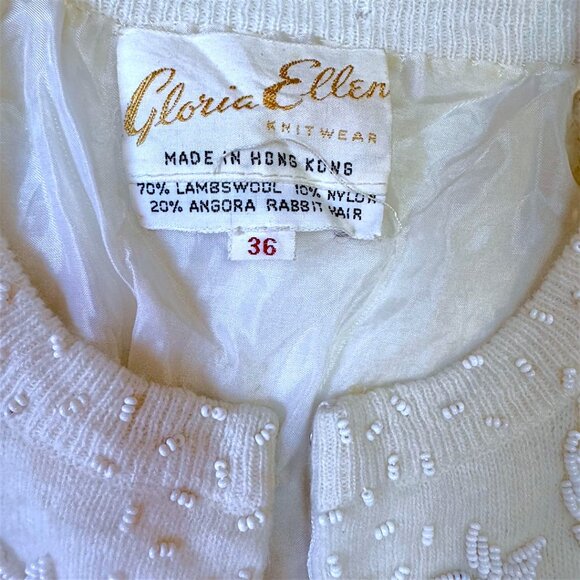 Gloria Ellen
KNITWEAR
MADE IN HONG KONG
70% LAMBSWOOL 10% NYLON
20% ANGORA RABBIT HAIR
36